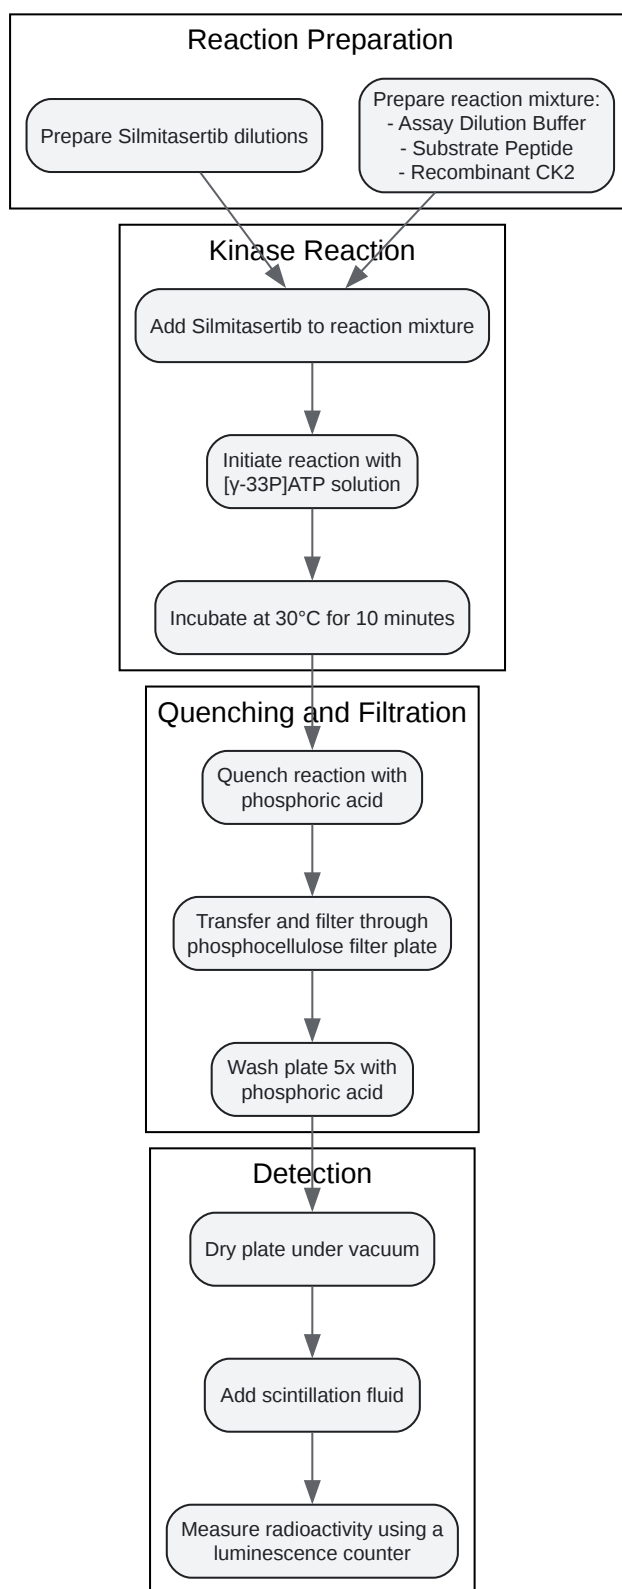 Reaction Preparation
Prepare Silmitasertib dilutions
Prepare reaction mixture:
- Assay Dilution Buffer
- Substrate Peptide
- Recombinant CK2
Kinase Reaction
Add Silmitasertib to reaction mixture
Initiate reaction with
[γ-33P]ATP solution
Incubate at 30°C for 10 minutes
Quenching and Filtration
Quench reaction with
phosphoric acid
Transfer and filter through
phosphocellulose filter plate
Wash plate 5x with
phosphoric acid
Detection
Dry plate under vacuum
Add scintillation fluid
Measure radioactivity using a
luminescence counter